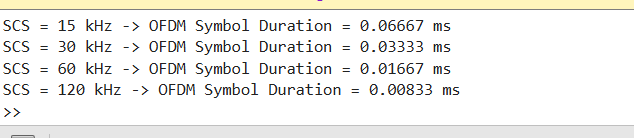 SCS = 15 kHz -> OFDM Symbol Duration = 0.06667 ms
SCS = 30 kHz -> OFDM Symbol Duration = 0.03333 ms
SCS = 60 kHz -> OFDM Symbol Duration = 0.01667 ms
SCS = 120 kHz -> OFDM Symbol Duration = 0.00833 ms
>>